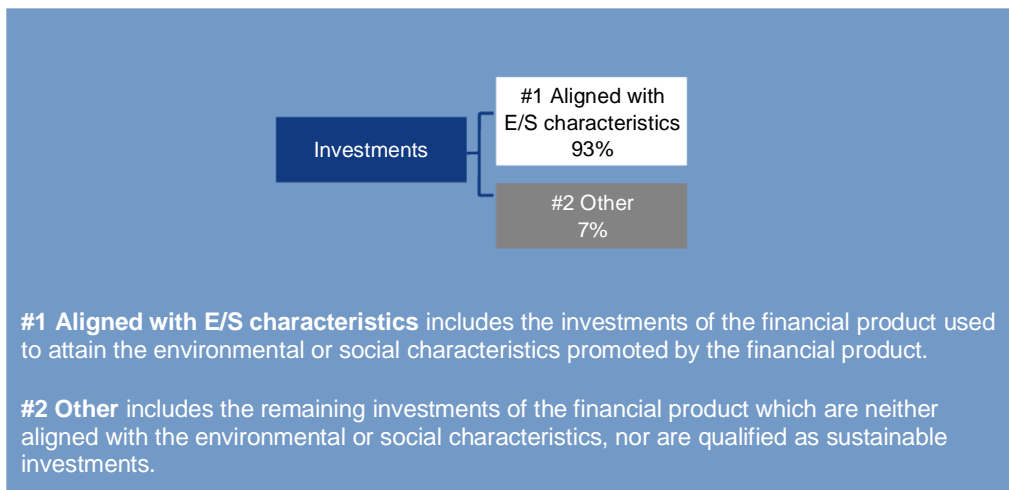 #1 Aligned with
E/S characteristics
93%
Investments
#2 Other
7%
#1 Aligned with E/S characteristics includes the investments of the financial product used
to attain the environmental or social characteristics promoted by the financial product.
#2 Other includes the remaining investments of the financial product which are neither
aligned with the environmental or social characteristics, nor are qualified as sustainable
investments.